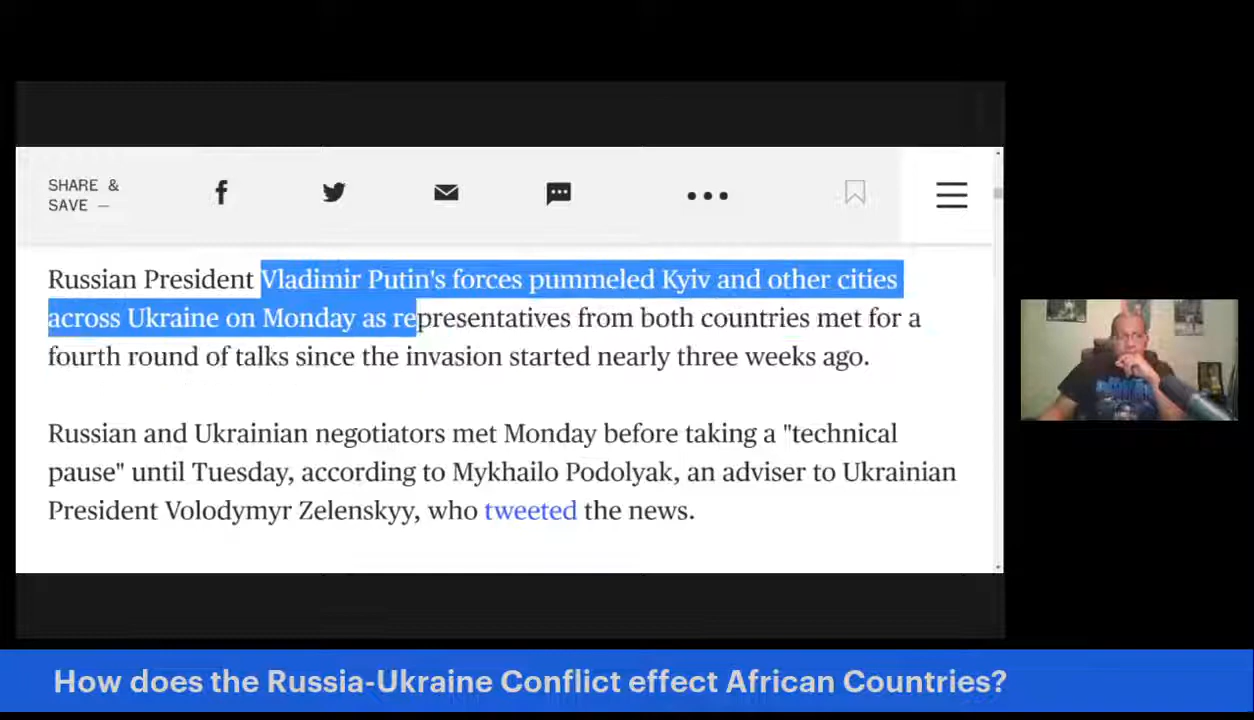 SHARE &
SAVE —
Russian President Vladimir Putin's forces pummeled Kyiv and other cities
across Ukraine on Monday as representatives from both countries met for a
fourth round of talks since the invasion started nearly three weeks ago.
Russian and Ukrainian negotiators met Monday before taking a "technical
pause" until Tuesday, according to Mykhailo Podolyak, an adviser to Ukrainian
President Volodymyr Zelenskyy, who tweeted the news.
How does the Russia-Ukraine Conflict effect African Countries?